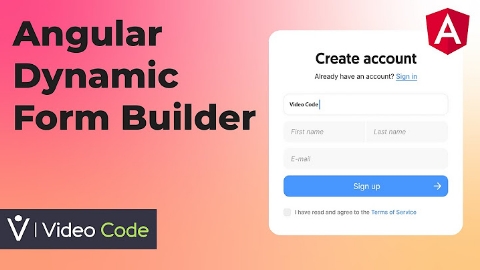 Angular
Dynamic
Form Builder
Video Code
A
Create account
Already have an account? Sign in
Video Code
First name Last name
E-mail
Sign up
I have read and agree to the Terms of Service